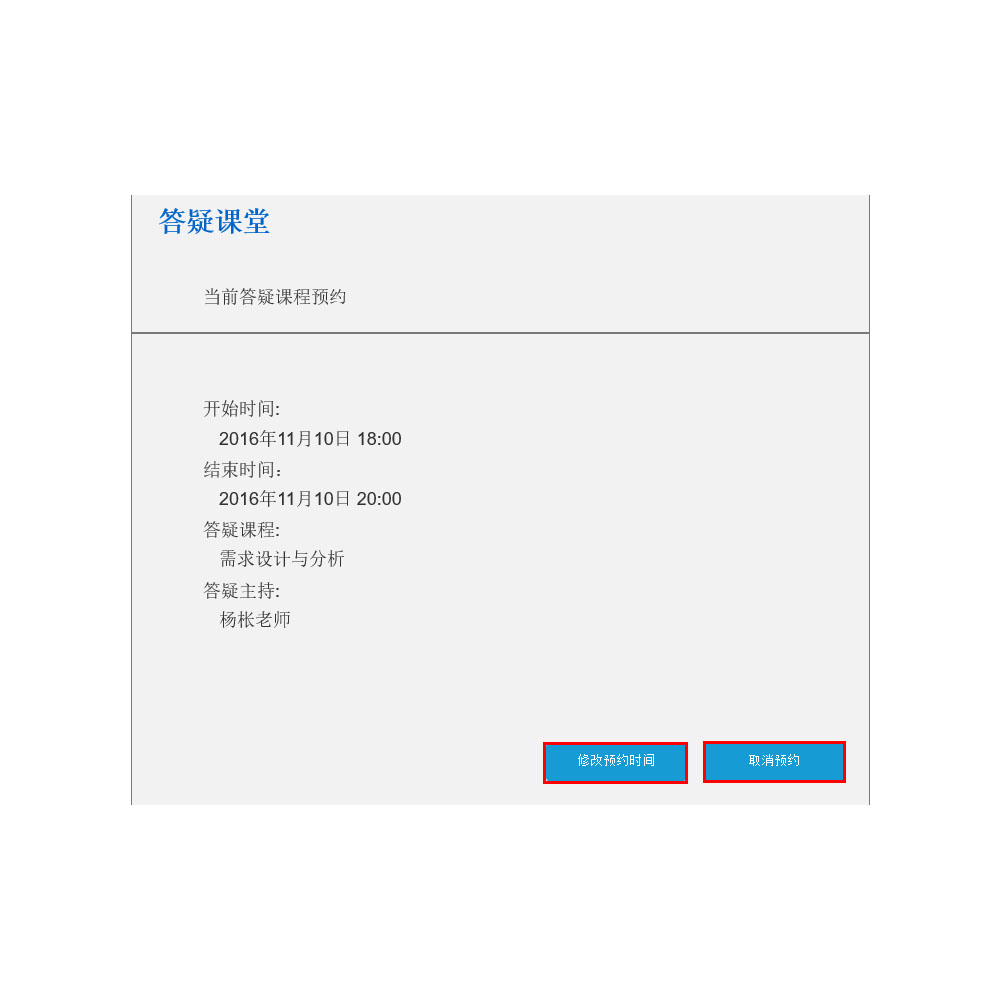 答疑课堂
当前答疑课程预约
开始时间:
2016年11月10日 18:00
结束时间：
2016年11月10日 20:00
答疑课程:
需求设计与分析
答疑主持:
杨枨老师
修改预约时间
取消预约